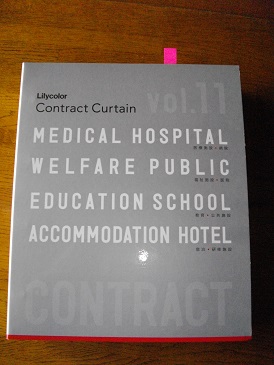 Lilycolor
Contract Curtain
vol.11
MEDICAL HOSPITAL
WELFARE PUBLIC
EDUCATION SCHOOL
ACCOMMODATION HOTEL
CONTRACT